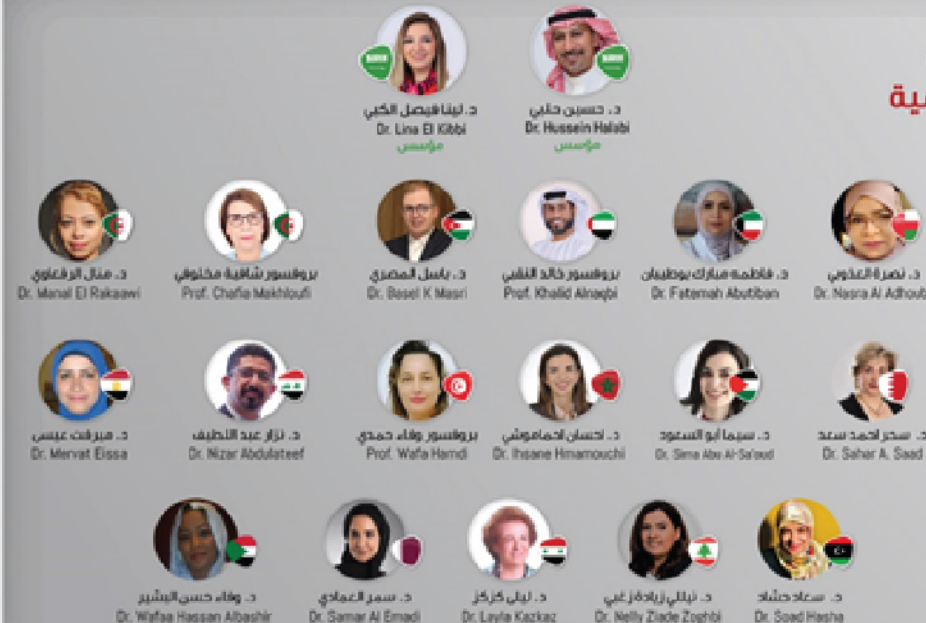 ية
د. لينا فيصل الكبي
Dr. Lina El Kibbi
مؤسس
د. حسين حلبي
Dr. Hussein Halabi
مؤسس
د. منال الرقعاوي
Dr. Manal El Rakaawi
بروفسور شافية مخلوفي
Prof. Chafia Makhloufi
د. باسل المصري
Dr. Basel K Masri
بروفسور خالد النقبي
Prof. Khalid Alnaqbi
د. فاطمه مبارك بوطيبان
Dr. Fatemah Abutiban
د. نصرة العذوبي
Dr. Nasra Al Adhoub
د. ميرفت عيسى
Dr. Mervat Eissa
د. نزار عبد اللطيف
Dr. Nizar Abdulateef
بروفسور وفاء حمدي
Prof. Wafa Hamdi
د. احسان احماموشي
Dr. Ihsane Hmamouchi
د. سيما أبو السعود
Dr. Sima Abu Al-Sa'oud
د. سحر احمد سعد
Dr. Sahar A. Saad
د. وفاء حسن البشير
Dr. Wafaa Hassan Albashir
د. سمر العمادي
Dr. Samar Al Emadi
د. ليلى كزكز
Dr. Layla Kazkaz
د. نيللي زيادة زغبي
Dr. Nelly Ziade Zoghbi
د. سعاد حشاد
Dr. Soad Hasha